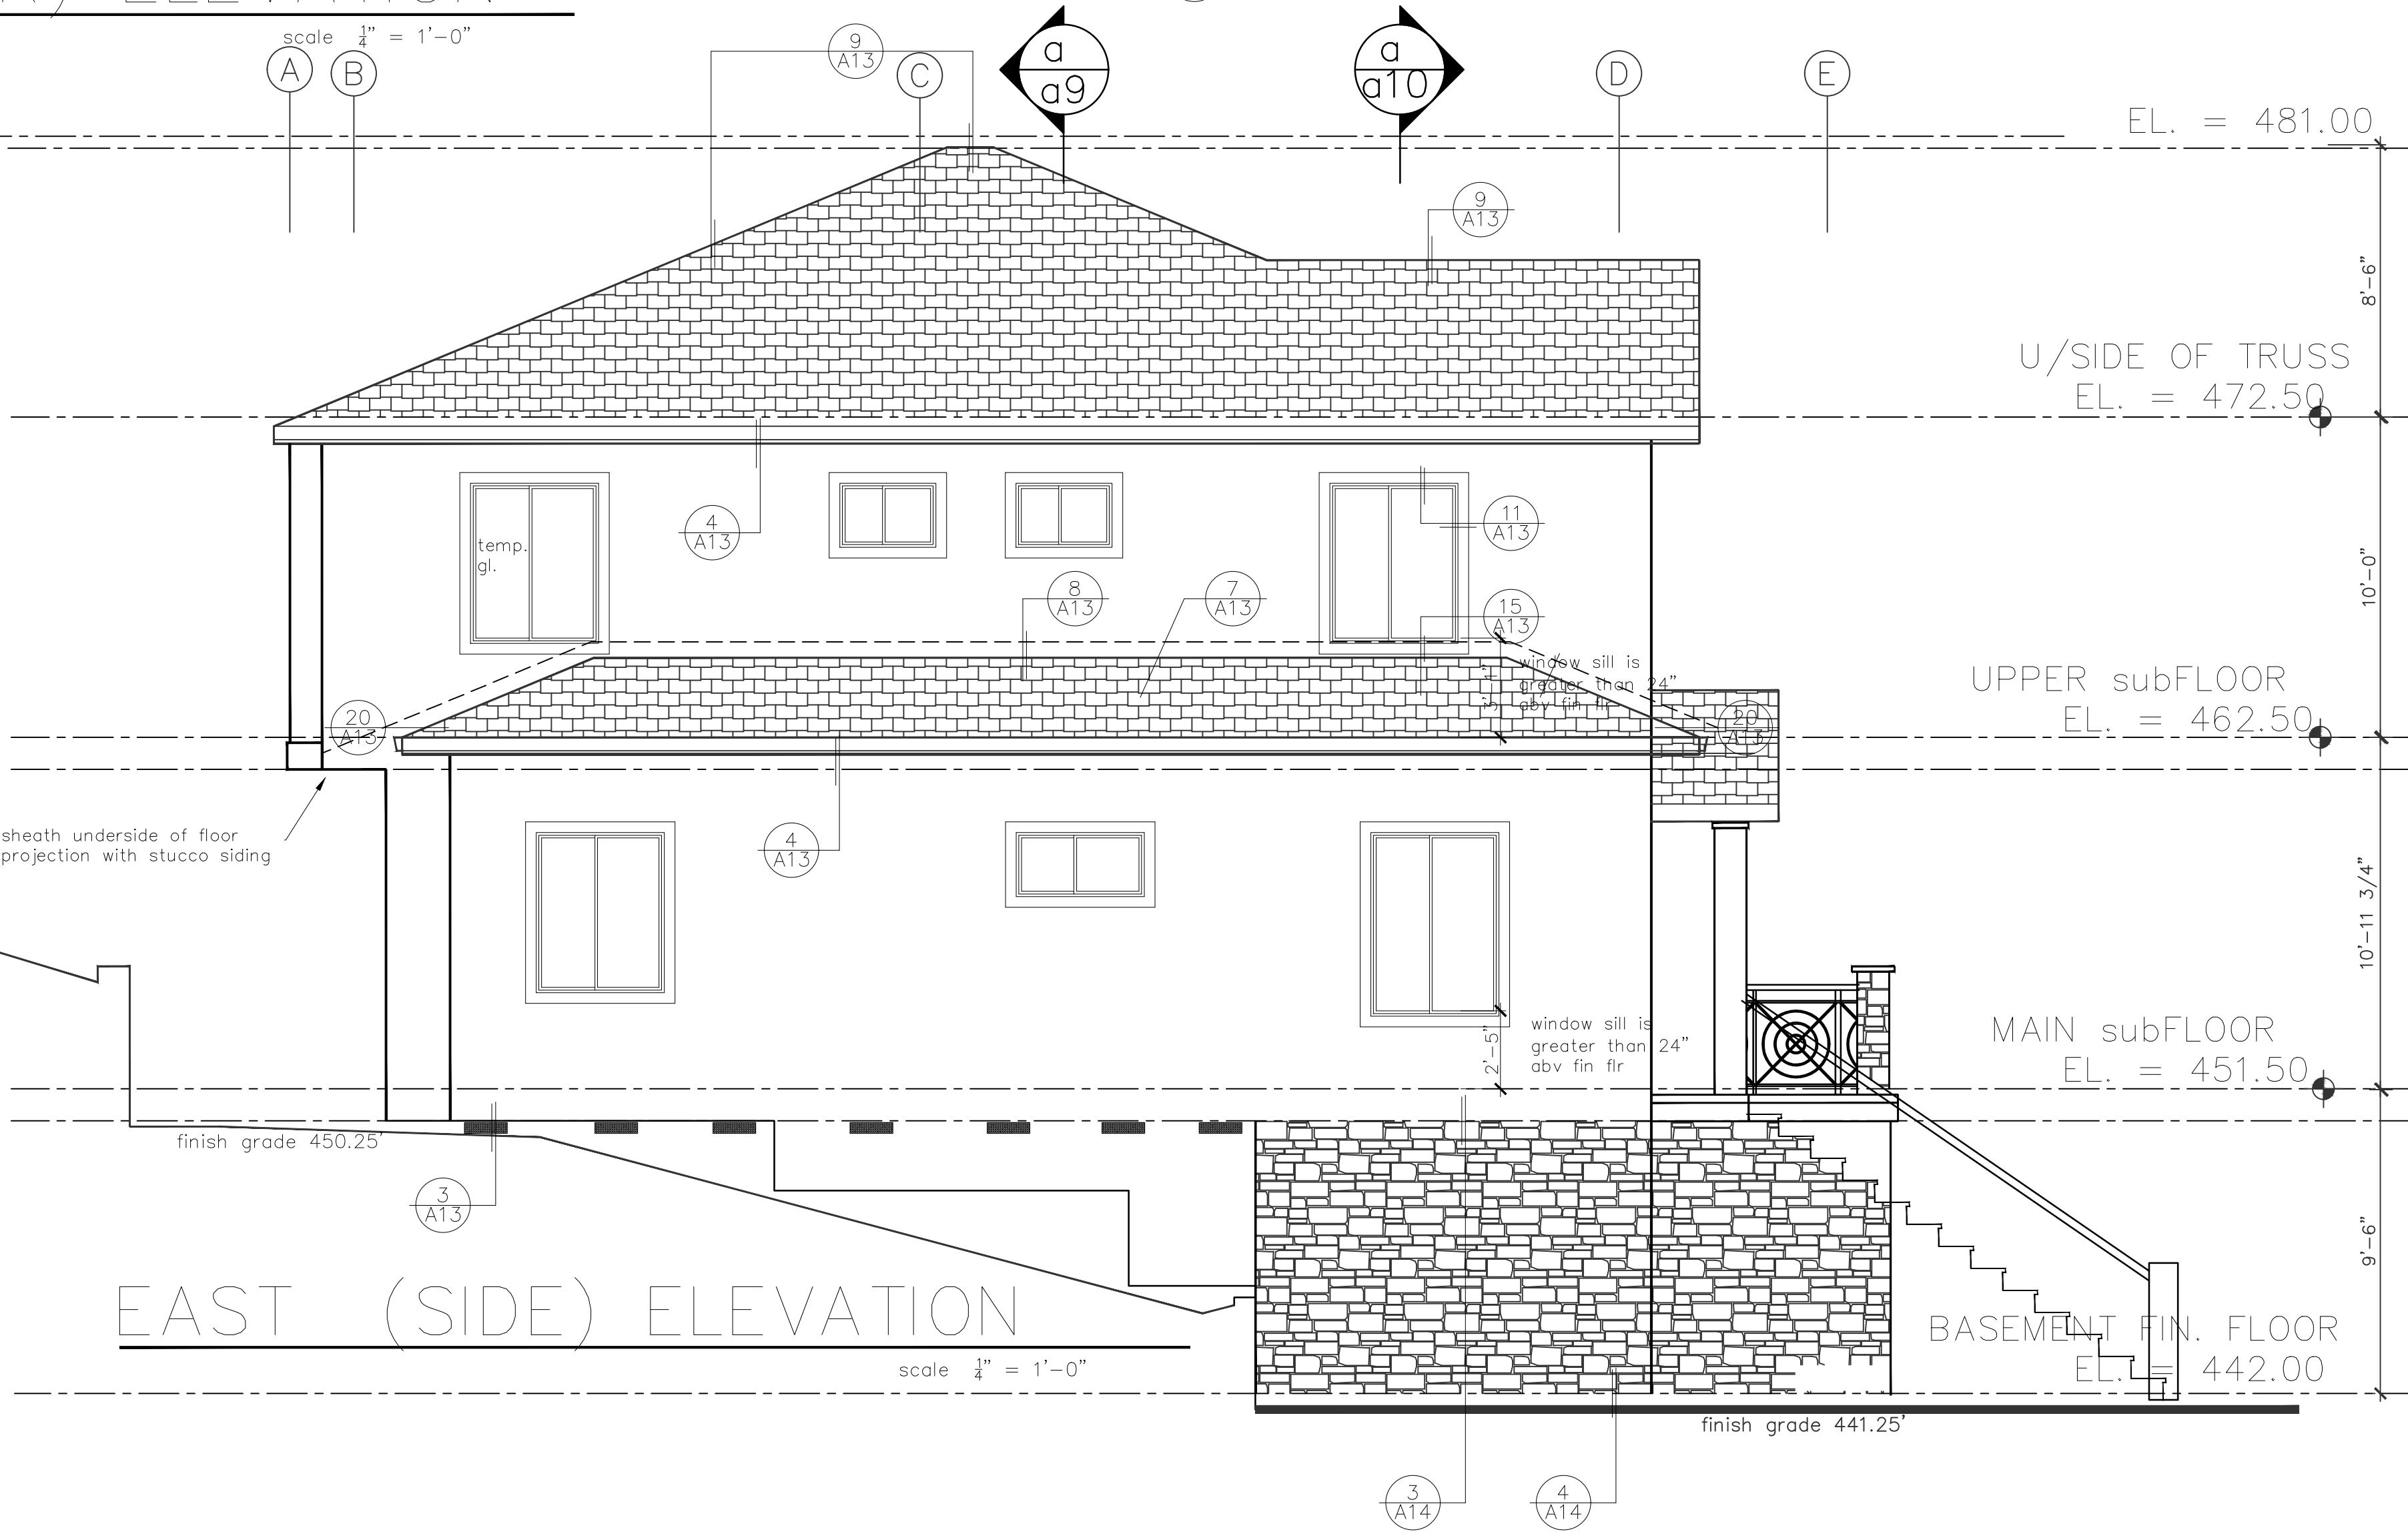 scale 1/4" = 1'-0"
A
B
9
A13
C
a
a9
a
a10
D
E
EL. = 481.00
9
A13
8'-6"
U/SIDE OF TRUSS
EL. = 472.50
4
A13
11
A13
temp.
gl.
10'-0"
8
A13
7
A13
15
A13
window sill is
greater than 24"
abv fin flr
UPPER subFLOOR
EL. = 462.50
20
A13
20
A13
sheath underside of floor
projection with stucco siding
4
A13
10'-11 3/4"
window sill is
greater than 24"
abv fin flr
2'-5"
MAIN subFLOOR
EL. = 451.50
finish grade 450.25'
3
A13
9'-6"
EAST (SIDE) ELEVATION
scale 1/4" = 1'-0"
BASEMENT FIN. FLOOR
EL. = 442.00
finish grade 441.25'
3
A14
4
A14